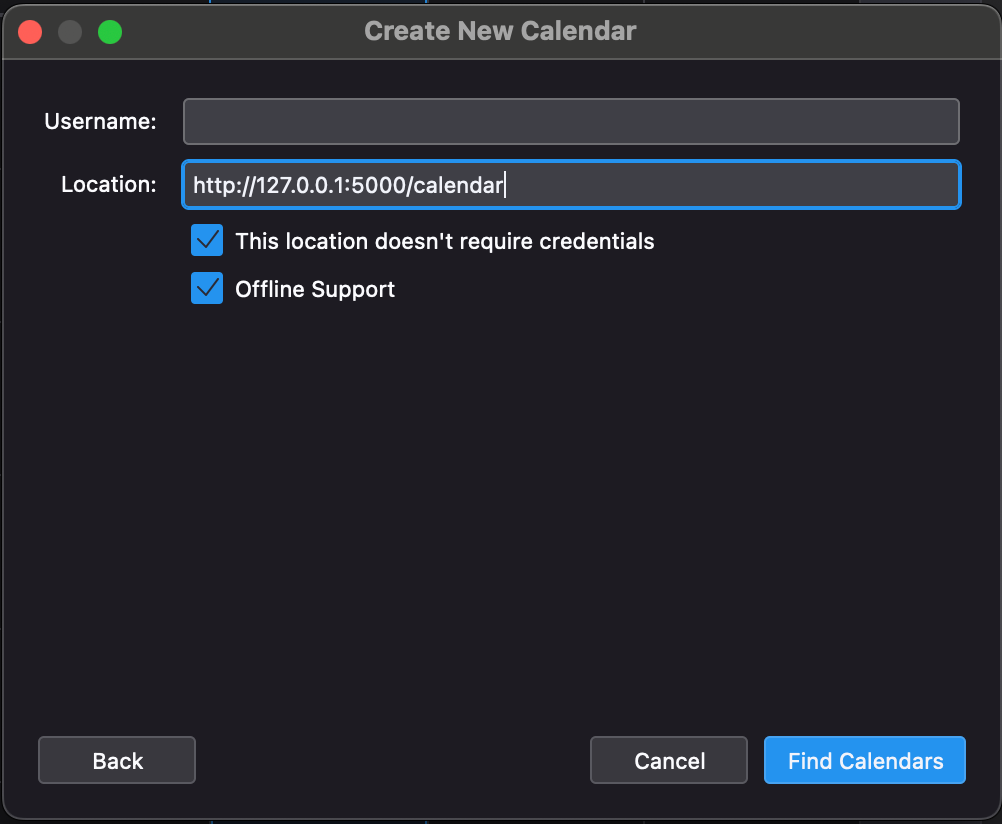 Create New Calendar
Username:
Location: http://127.0.0.1:5000/calendar
This location doesn't require credentials
Offline Support
Back Cancel Find Calendars